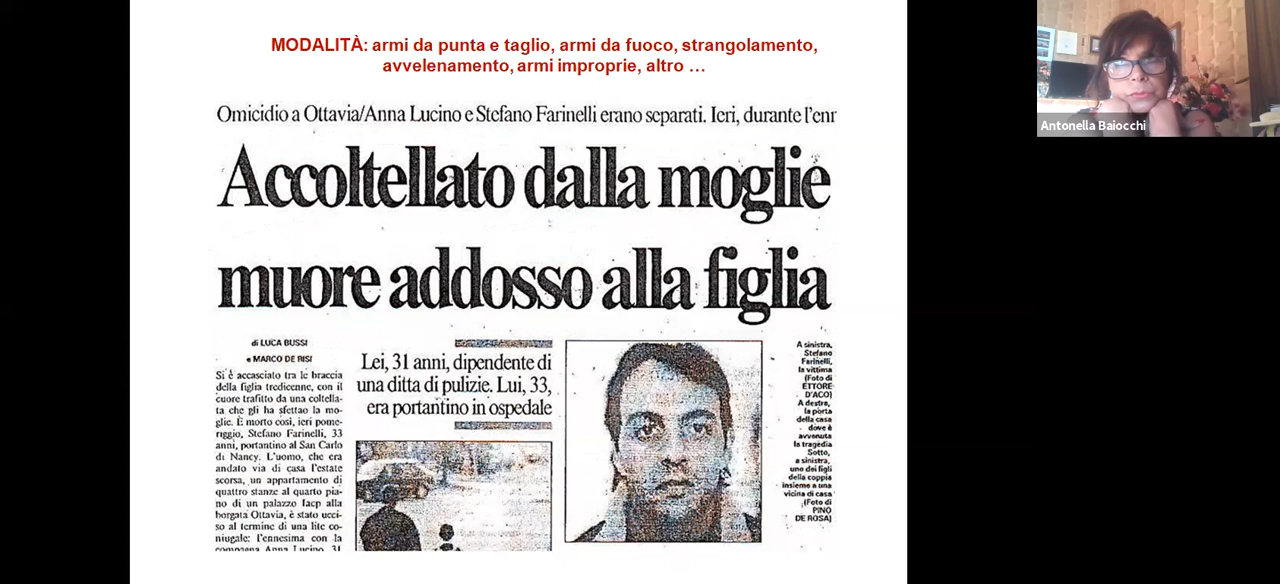 MODALITÀ: armi da punta e taglio, armi da fuoco, strangolamento,
avvelenamento, armi improprie, altro …
Antonella Baiocchi
Omicidio a Ottavia/Anna Lucino e Stefano Farinelli erano separati. Ieri, durante l'enr
Accoltellato dalla moglie
muore addosso alla figlia
di LUCA BUSSI
e MARCO DE RISI
Si è accasciato tra le braccia
della figlia tredicenne, con il
cuore trafitto da una coltella-
ta che gli ha sfettao la mo-
glie. È morto così, ieri pome-
riggio, Stefano Farinelli, 33
anni, portantino al San Carlo
di Nancy. L'uomo, che era
andato via di casa l'estate
scorsa, un appartamento di
quattro stanze al quarto pia-
no di un palazzo Iacp alla
borgata Ottavia, è stato ucci-
so al termine di una lite co-
niugale: l'ennesima con la
compagna Anna Lucino, 31
Lei, 31 anni, dipendente di
una ditta di pulizie. Lui, 33,
era portantino in ospedale
A sinistra,
Stefano
Farinelli,
la vittima
(Foto di
ETTORE
D'ACO)
A destra,
la porta
della casa
dove è
avvenuta
la tragedia
Sotto,
a sinistra,
uno dei figli
della coppia
insieme a una
vicina di casa
(Foto di
PINO
DE ROSA)